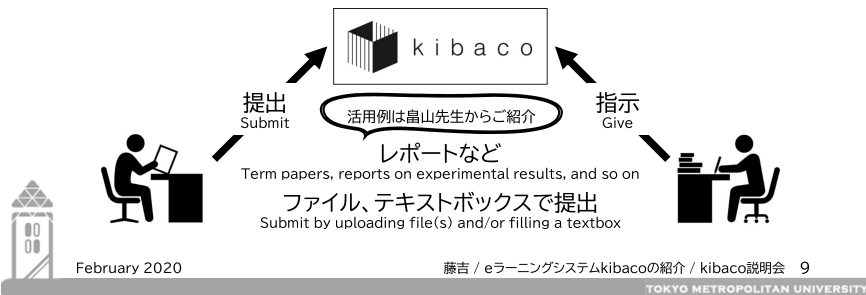 kibaco
提出
Submit
活用例は畠山先生からご紹介
指示
Give
レポートなど
Term papers, reports on experimental results, and so on
ファイル、テキストボックスで提出
Submit by uploading file(s) and/or filling a textbox
February 2020
藤吉 / eラーニングシステムkibacoの紹介 / kibaco説明会 9
TOKYO METROPOLITAN UNIVERSITY